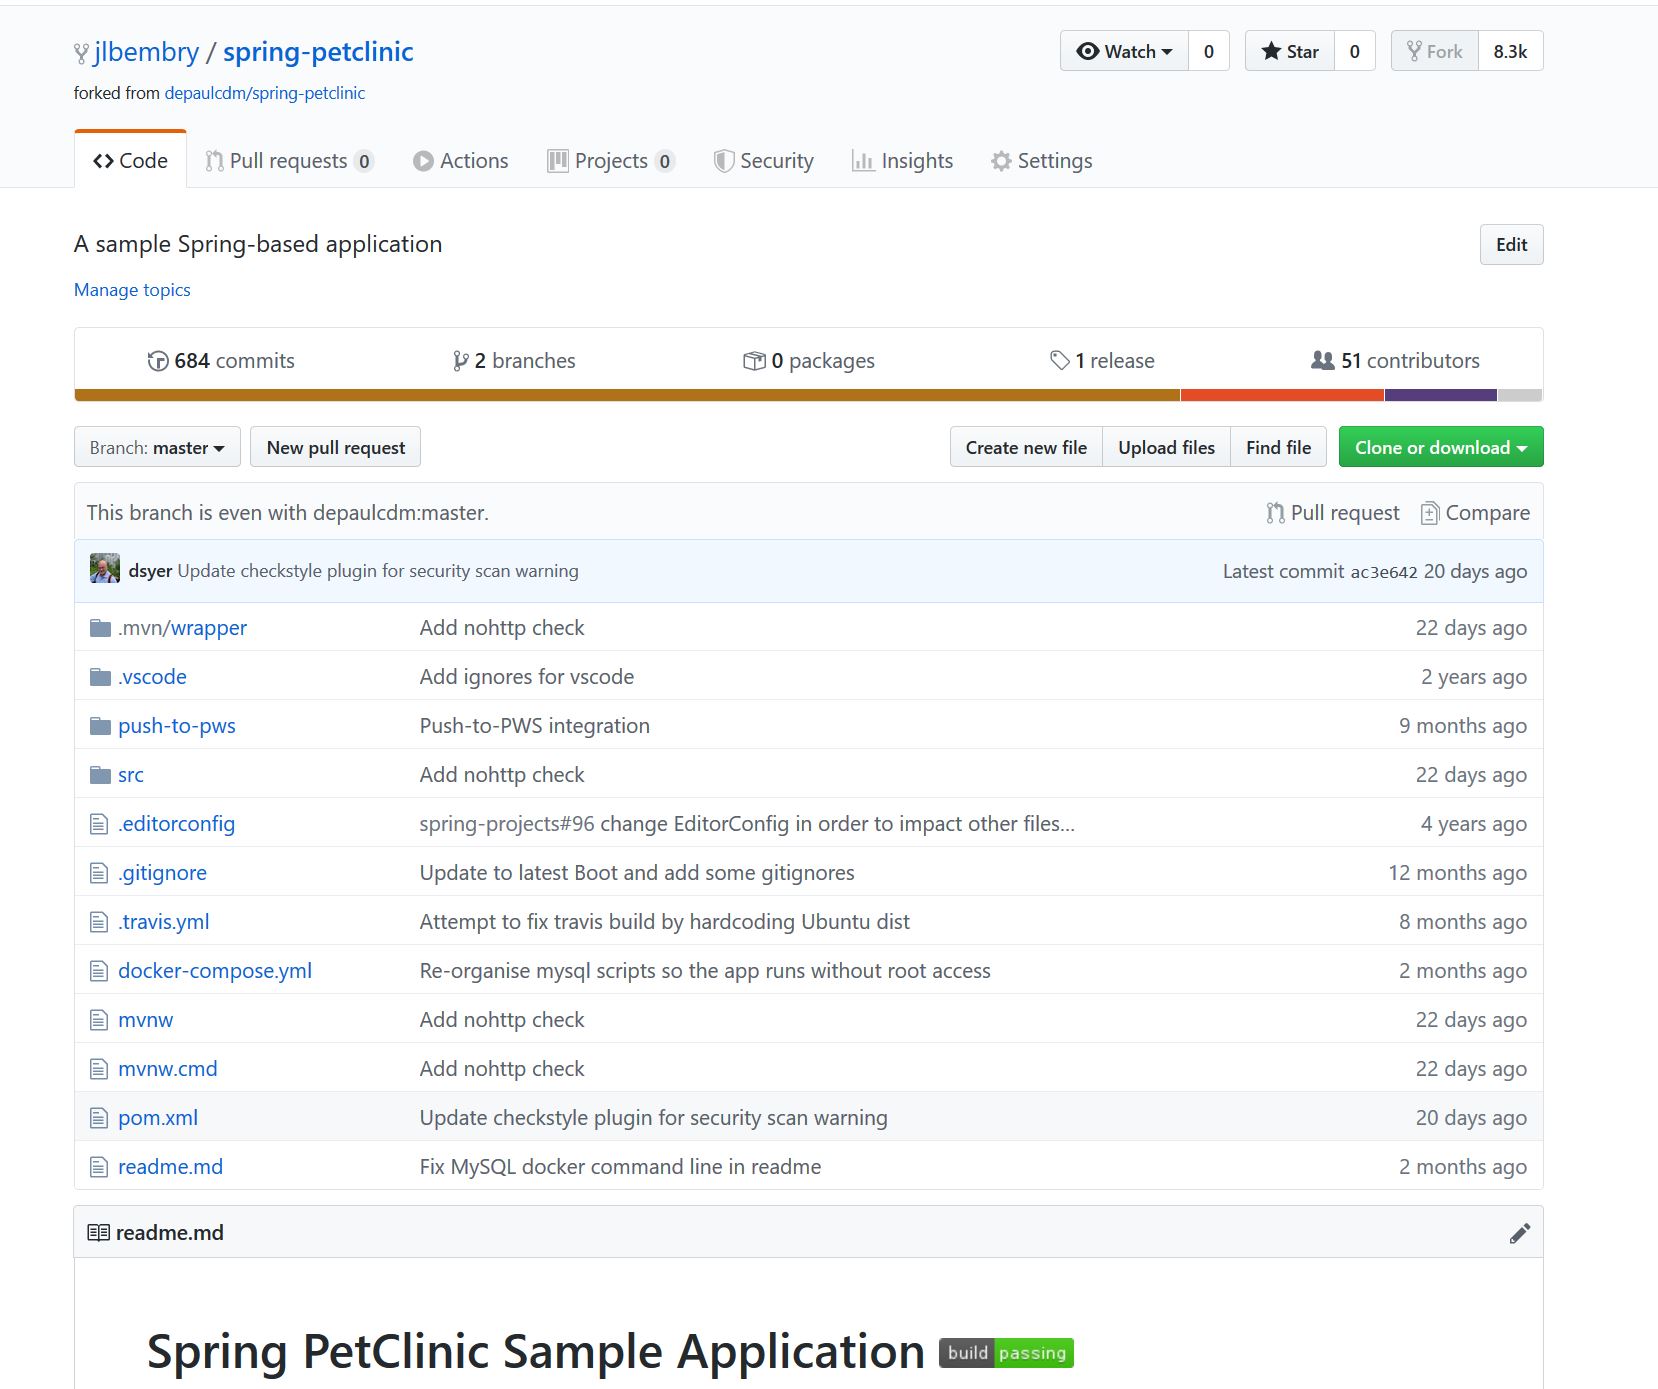 jlbembry / spring-petclinic
Watch 0 Star 0 Fork 8.3k
forked from depaulcdm/spring-petclinic
Code Pull requests 0 Actions Projects 0 Security Insights Settings
A sample Spring-based application Edit
Manage topics
684 commits 2 branches 0 packages 1 release 51 contributors
Branch: master New pull request Create new file Upload files Find file Clone or download
This branch is even with depaulcdm:master. Pull request Compare
dsyer Update checkstyle plugin for security scan warning Latest commit ac3e642 20 days ago
.mvn/wrapper Add nohttp check 22 days ago
.vscode Add ignores for vscode 2 years ago
push-to-pws Push-to-PWS integration 9 months ago
src Add nohttp check 22 days ago
.editorconfig spring-projects#96 change EditorConfig in order to impact other files... 4 years ago
.gitignore Update to latest Boot and add some gitignores 12 months ago
.travis.yml Attempt to fix travis build by hardcoding Ubuntu dist 8 months ago
docker-compose.yml Re-organise mysql scripts so the app runs without root access 2 months ago
mvnw Add nohttp check 22 days ago
mvnw.cmd Add nohttp check 22 days ago
pom.xml Update checkstyle plugin for security scan warning 20 days ago
readme.md Fix MySQL docker command line in readme 2 months ago
readme.md
Spring PetClinic Sample Application build passing